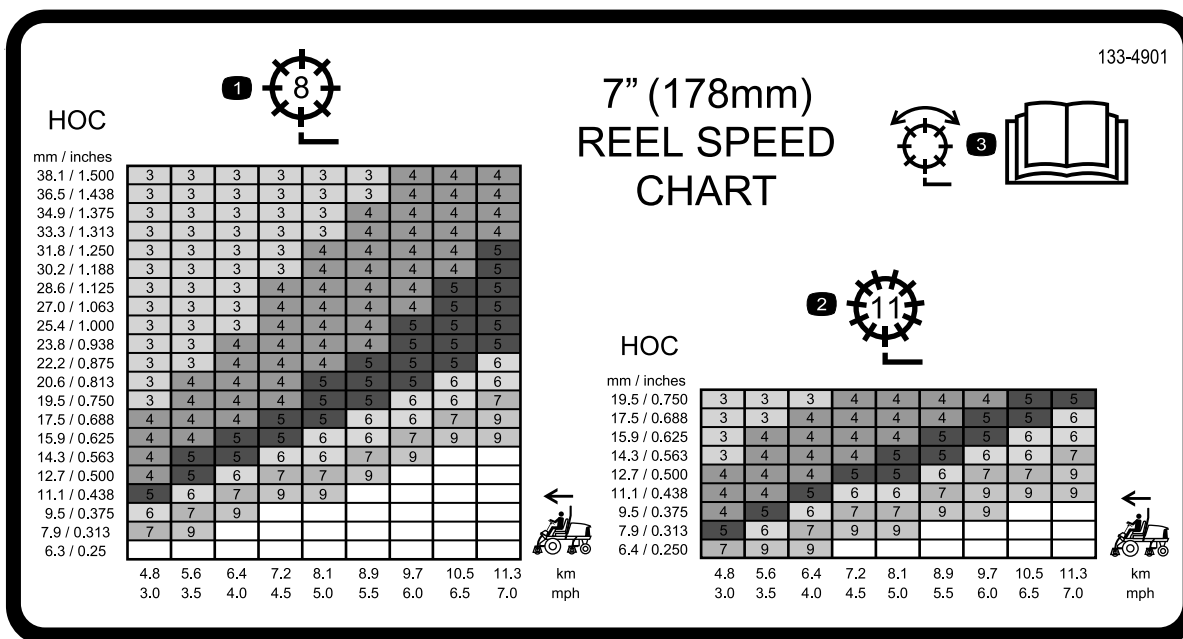 133-4901
7” (178mm)
REEL SPEED
CHART
1
8
3
HOC
mm / inches
38.1 / 1.500 3 3 3 3 3 3 4 4 4
36.5 / 1.438 3 3 3 3 3 3 4 4 4
34.9 / 1.375 3 3 3 3 3 4 4 4 4
33.3 / 1.313 3 3 3 3 3 4 4 4 4
31.8 / 1.250 3 3 3 3 4 4 4 4 5
30.2 / 1.188 3 3 3 3 4 4 4 4 5
28.6 / 1.125 3 3 3 4 4 4 4 5 5
27.0 / 1.063 3 3 3 4 4 4 4 5 5
25.4 / 1.000 3 3 3 4 4 4 5 5 5
23.8 / 0.938 3 3 4 4 4 4 5 5 5
22.2 / 0.875 3 3 4 4 4 5 5 5 6
20.6 / 0.813 3 4 4 4 5 5 5 6 6
19.5 / 0.750 3 4 4 4 5 5 6 6 7
17.5 / 0.688 4 4 4 5 5 6 6 7 9
15.9 / 0.625 4 4 5 5 6 6 7 9 9
14.3 / 0.563 4 5 5 6 6 7 9
12.7 / 0.500 4 5 6 7 7 9
11.1 / 0.438 5 6 7 9 9
9.5 / 0.375 6 7 9
7.9 / 0.313 7 9
6.3 / 0.25
4.8 5.6 6.4 7.2 8.1 8.9 9.7 10.5 11.3 km
3.0 3.5 4.0 4.5 5.0 5.5 6.0 6.5 7.0 mph
2
11
HOC
mm / inches
19.5 / 0.750 3 3 3 4 4 4 4 5 5
17.5 / 0.688 3 3 4 4 4 4 5 5 6
15.9 / 0.625 3 4 4 4 4 5 5 6 6
14.3 / 0.563 3 4 4 4 5 5 6 6 7
12.7 / 0.500 4 4 4 5 5 6 7 7 9
11.1 / 0.438 4 4 5 6 6 7 9 9 9
9.5 / 0.375 4 5 6 7 7 9 9
7.9 / 0.313 5 6 7 9 9
6.4 / 0.250 7 9 9
4.8 5.6 6.4 7.2 8.1 8.9 9.7 10.5 11.3 km
3.0 3.5 4.0 4.5 5.0 5.5 6.0 6.5 7.0 mph